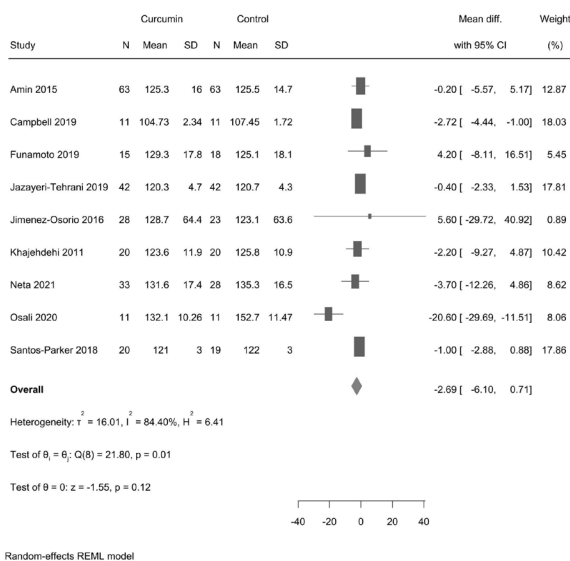 Curcumin Control Mean diff. Weight
Study N Mean SD N Mean SD with 95% CI (%)
Amin 2015 63 125.3 16 63 125.5 14.7 -0.20 [ -5.57, 5.17] 12.87
Campbell 2019 11 104.73 2.34 11 107.45 1.72 -2.72 [ -4.44, -1.00] 18.03
Funamoto 2019 15 129.3 17.8 18 125.1 18.1 4.20 [ -8.11, 16.51] 5.45
Jazayeri-Tehrani 2019 42 120.3 4.7 42 120.7 4.3 -0.40 [ -2.33, 1.53] 17.81
Jimenez-Osorio 2016 28 128.7 64.4 23 123.1 63.6 5.60 [ -29.72, 40.92] 0.89
Khajehdehi 2011 20 123.6 11.9 20 125.8 10.9 -2.20 [ -9.27, 4.87] 10.42
Neta 2021 33 131.6 17.4 28 135.3 16.5 -3.70 [ -12.26, 4.86] 8.62
Osali 2020 11 132.1 10.26 11 152.7 11.47 -20.60 [ -29.69, -11.51] 8.06
Santos-Parker 2018 20 121 3 19 122 3 -1.00 [ -2.88, 0.88] 17.86
Overall -2.69 [ -6.10, 0.71]
Heterogeneity: τ² = 16.01, I² = 84.40%, H² = 6.41
Test of θi = θj: Q(8) = 21.80, p = 0.01
Test of θ = 0: z = -1.55, p = 0.12
-40 -20 0 20 40
Random-effects REML model